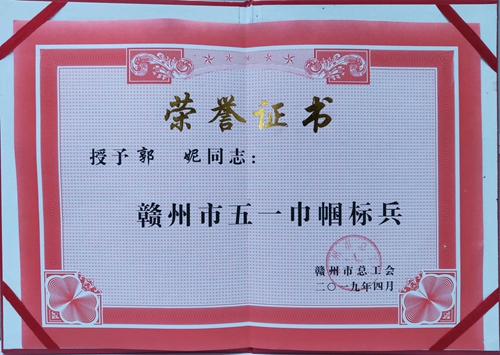 荣誉证书
授予郭 妮同志:
赣州市五一巾帼标兵
赣州市总工会
二〇一九年四月